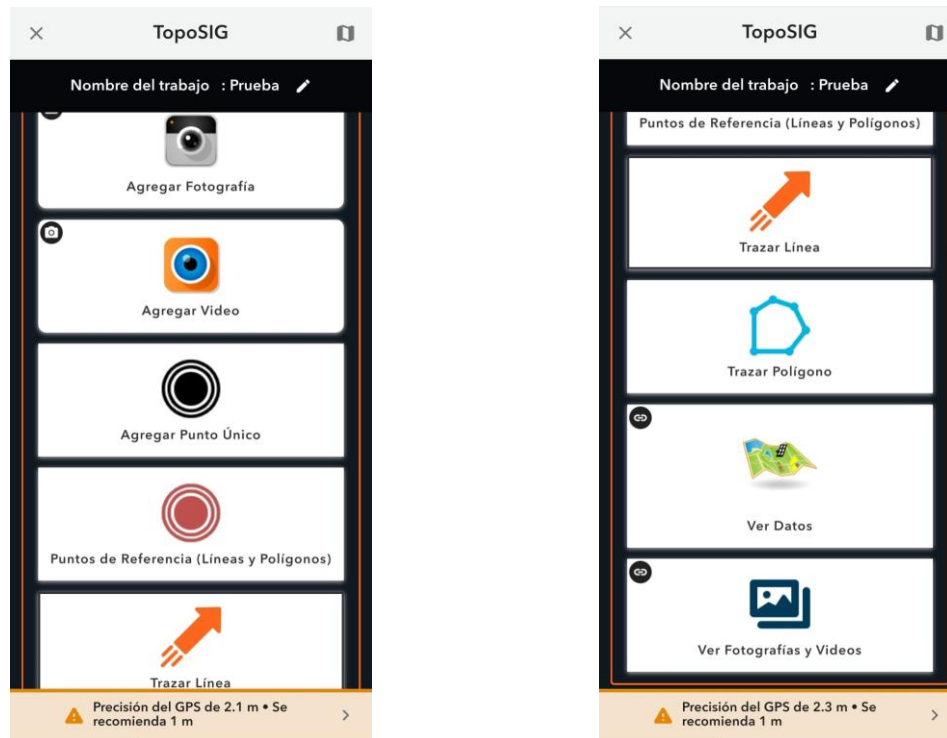 TopoSIG
Nombre del trabajo : Prueba
Agregar Fotografía
Agregar Video
Agregar Punto Único
Puntos de Referencia (Líneas y Polígonos)
Trazar Línea
Precisión del GPS de 2.1 m • Se
recomienda 1 m
TopoSIG
Nombre del trabajo : Prueba
Puntos de Referencia (Líneas y Polígonos)
Trazar Línea
Trazar Polígono
Ver Datos
Ver Fotografías y Videos
Precisión del GPS de 2.3 m • Se
recomienda 1 m